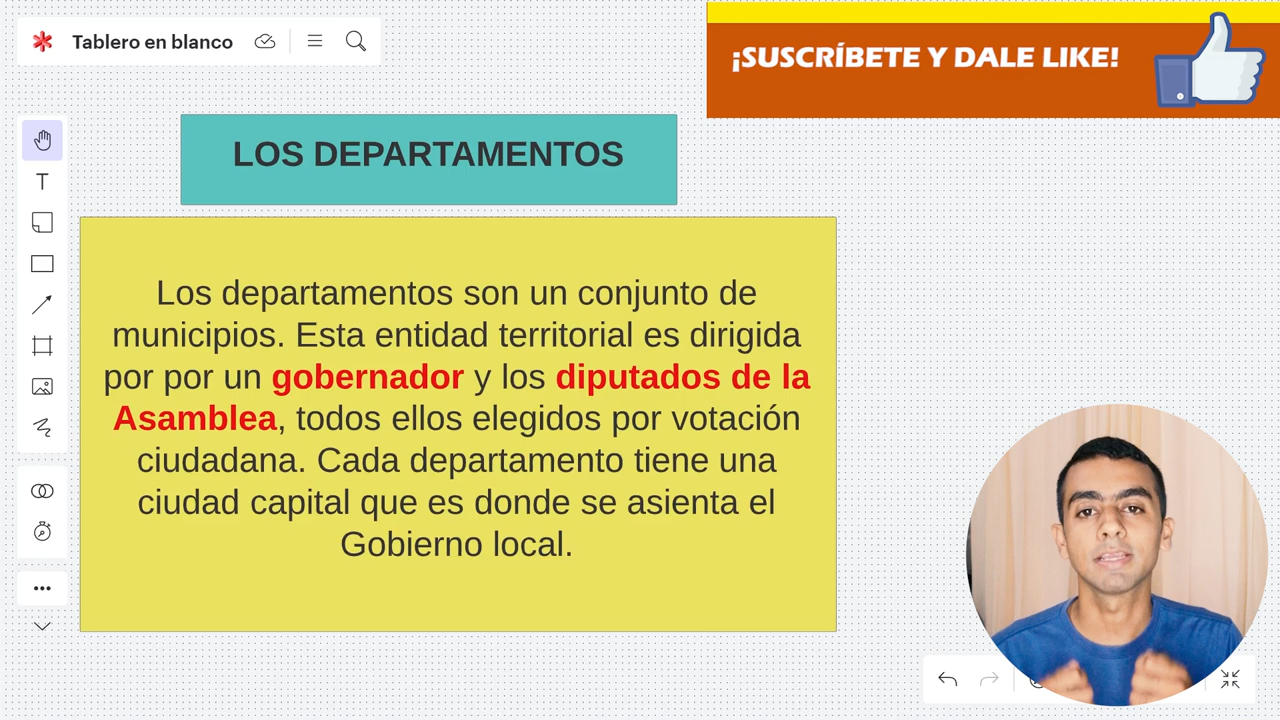 Tablero en blanco
¡SUSCRÍBETE Y DALE LIKE!
LOS DEPARTAMENTOS
T
Los departamentos son un conjunto de
municipios. Esta entidad territorial es dirigida
por por un gobernador y los diputados de la
Asamblea, todos ellos elegidos por votación
ciudadana. Cada departamento tiene una
ciudad capital que es donde se asienta el
Gobierno local.